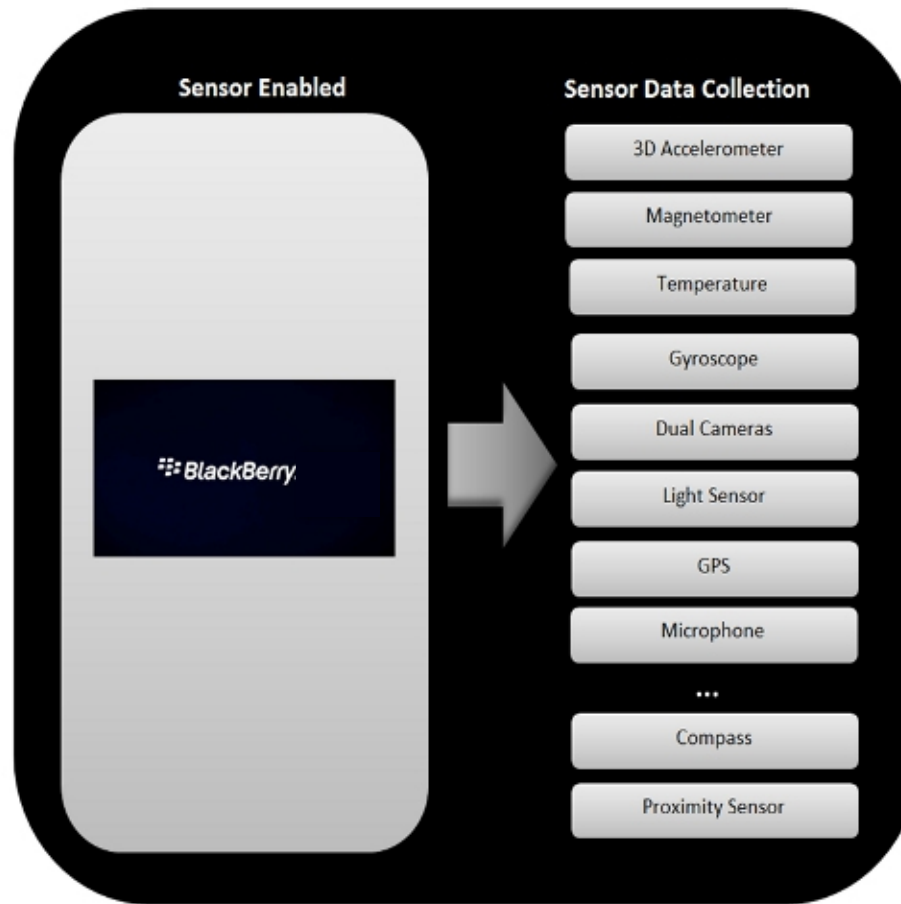 Sensor Enabled
BlackBerry
Sensor Data Collection
3D Accelerometer
Magnetometer
Temperature
Gyroscope
Dual Cameras
Light Sensor
GPS
Microphone
...
Compass
Proximity Sensor